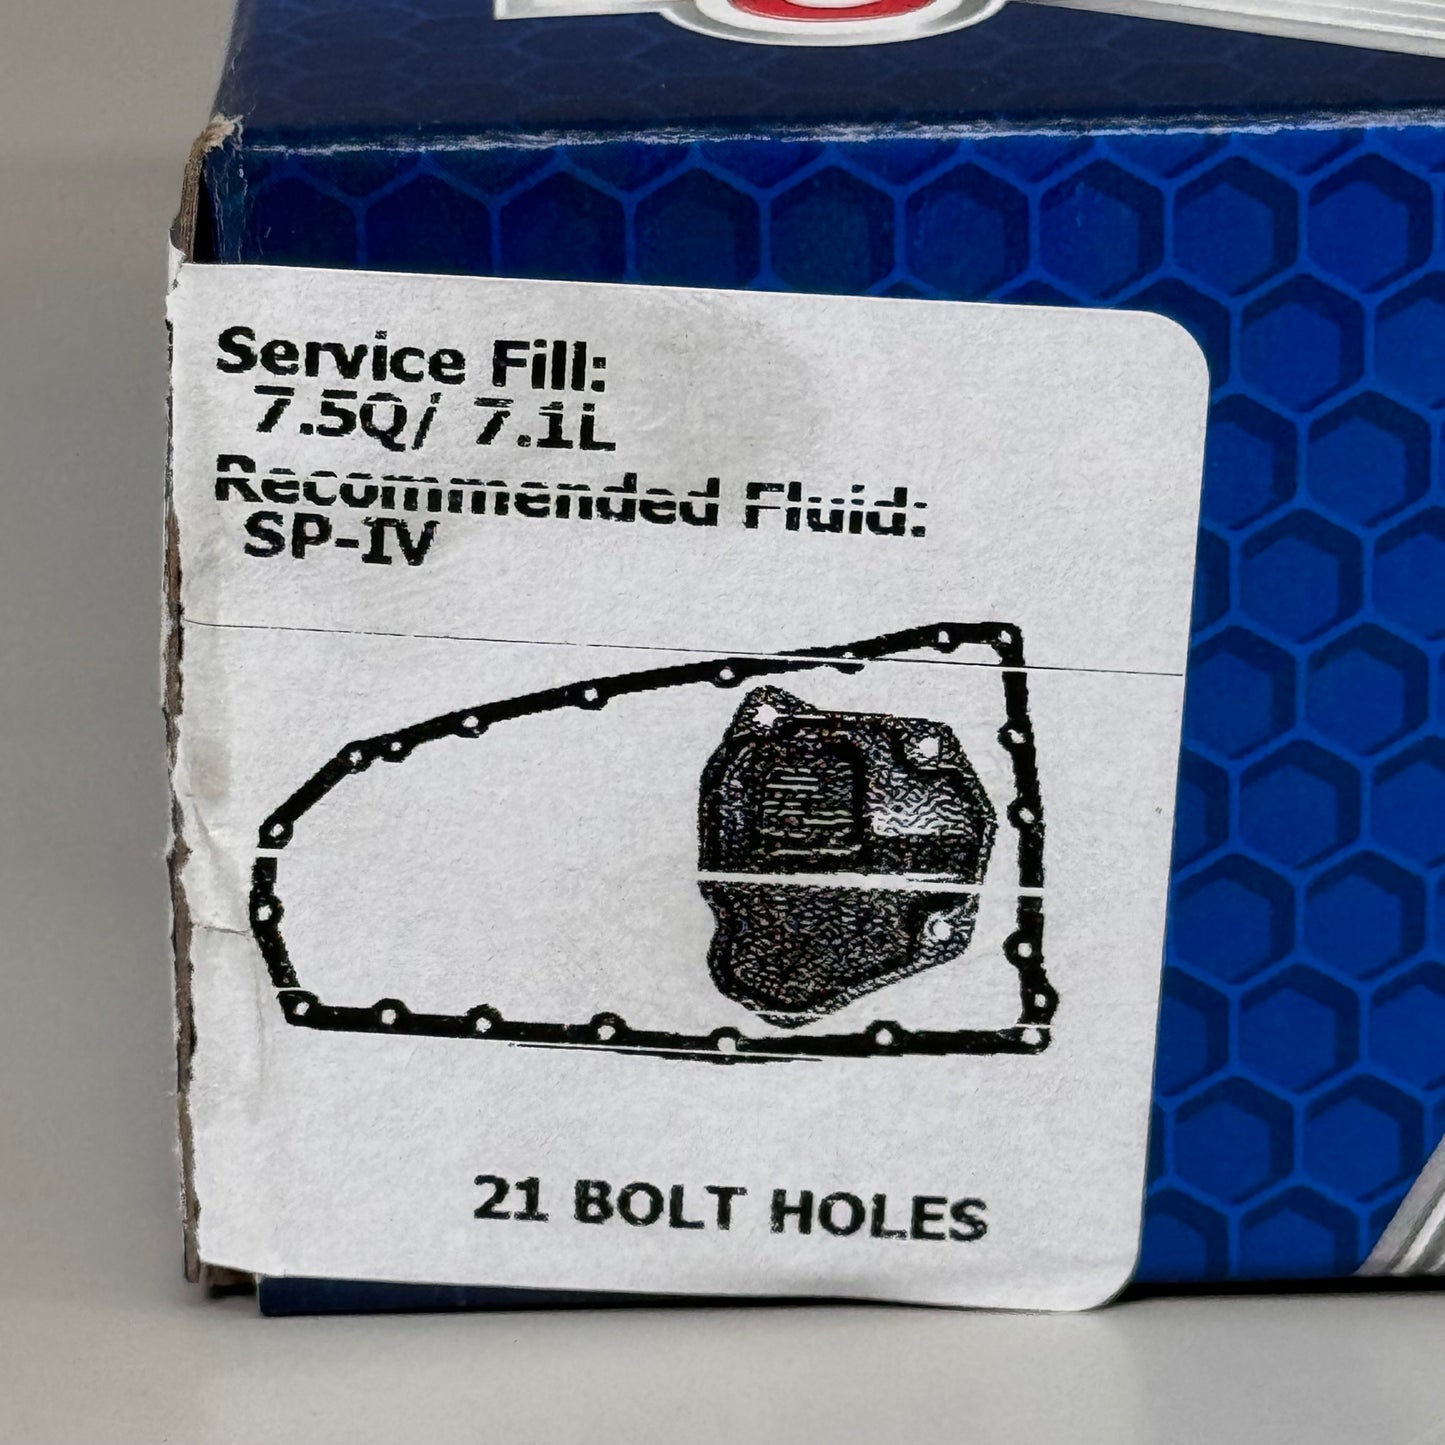 Service Fill:
7.5Q/ 7.1L
Recommended Fluid:
SP-IV
21 BOLT HOLES